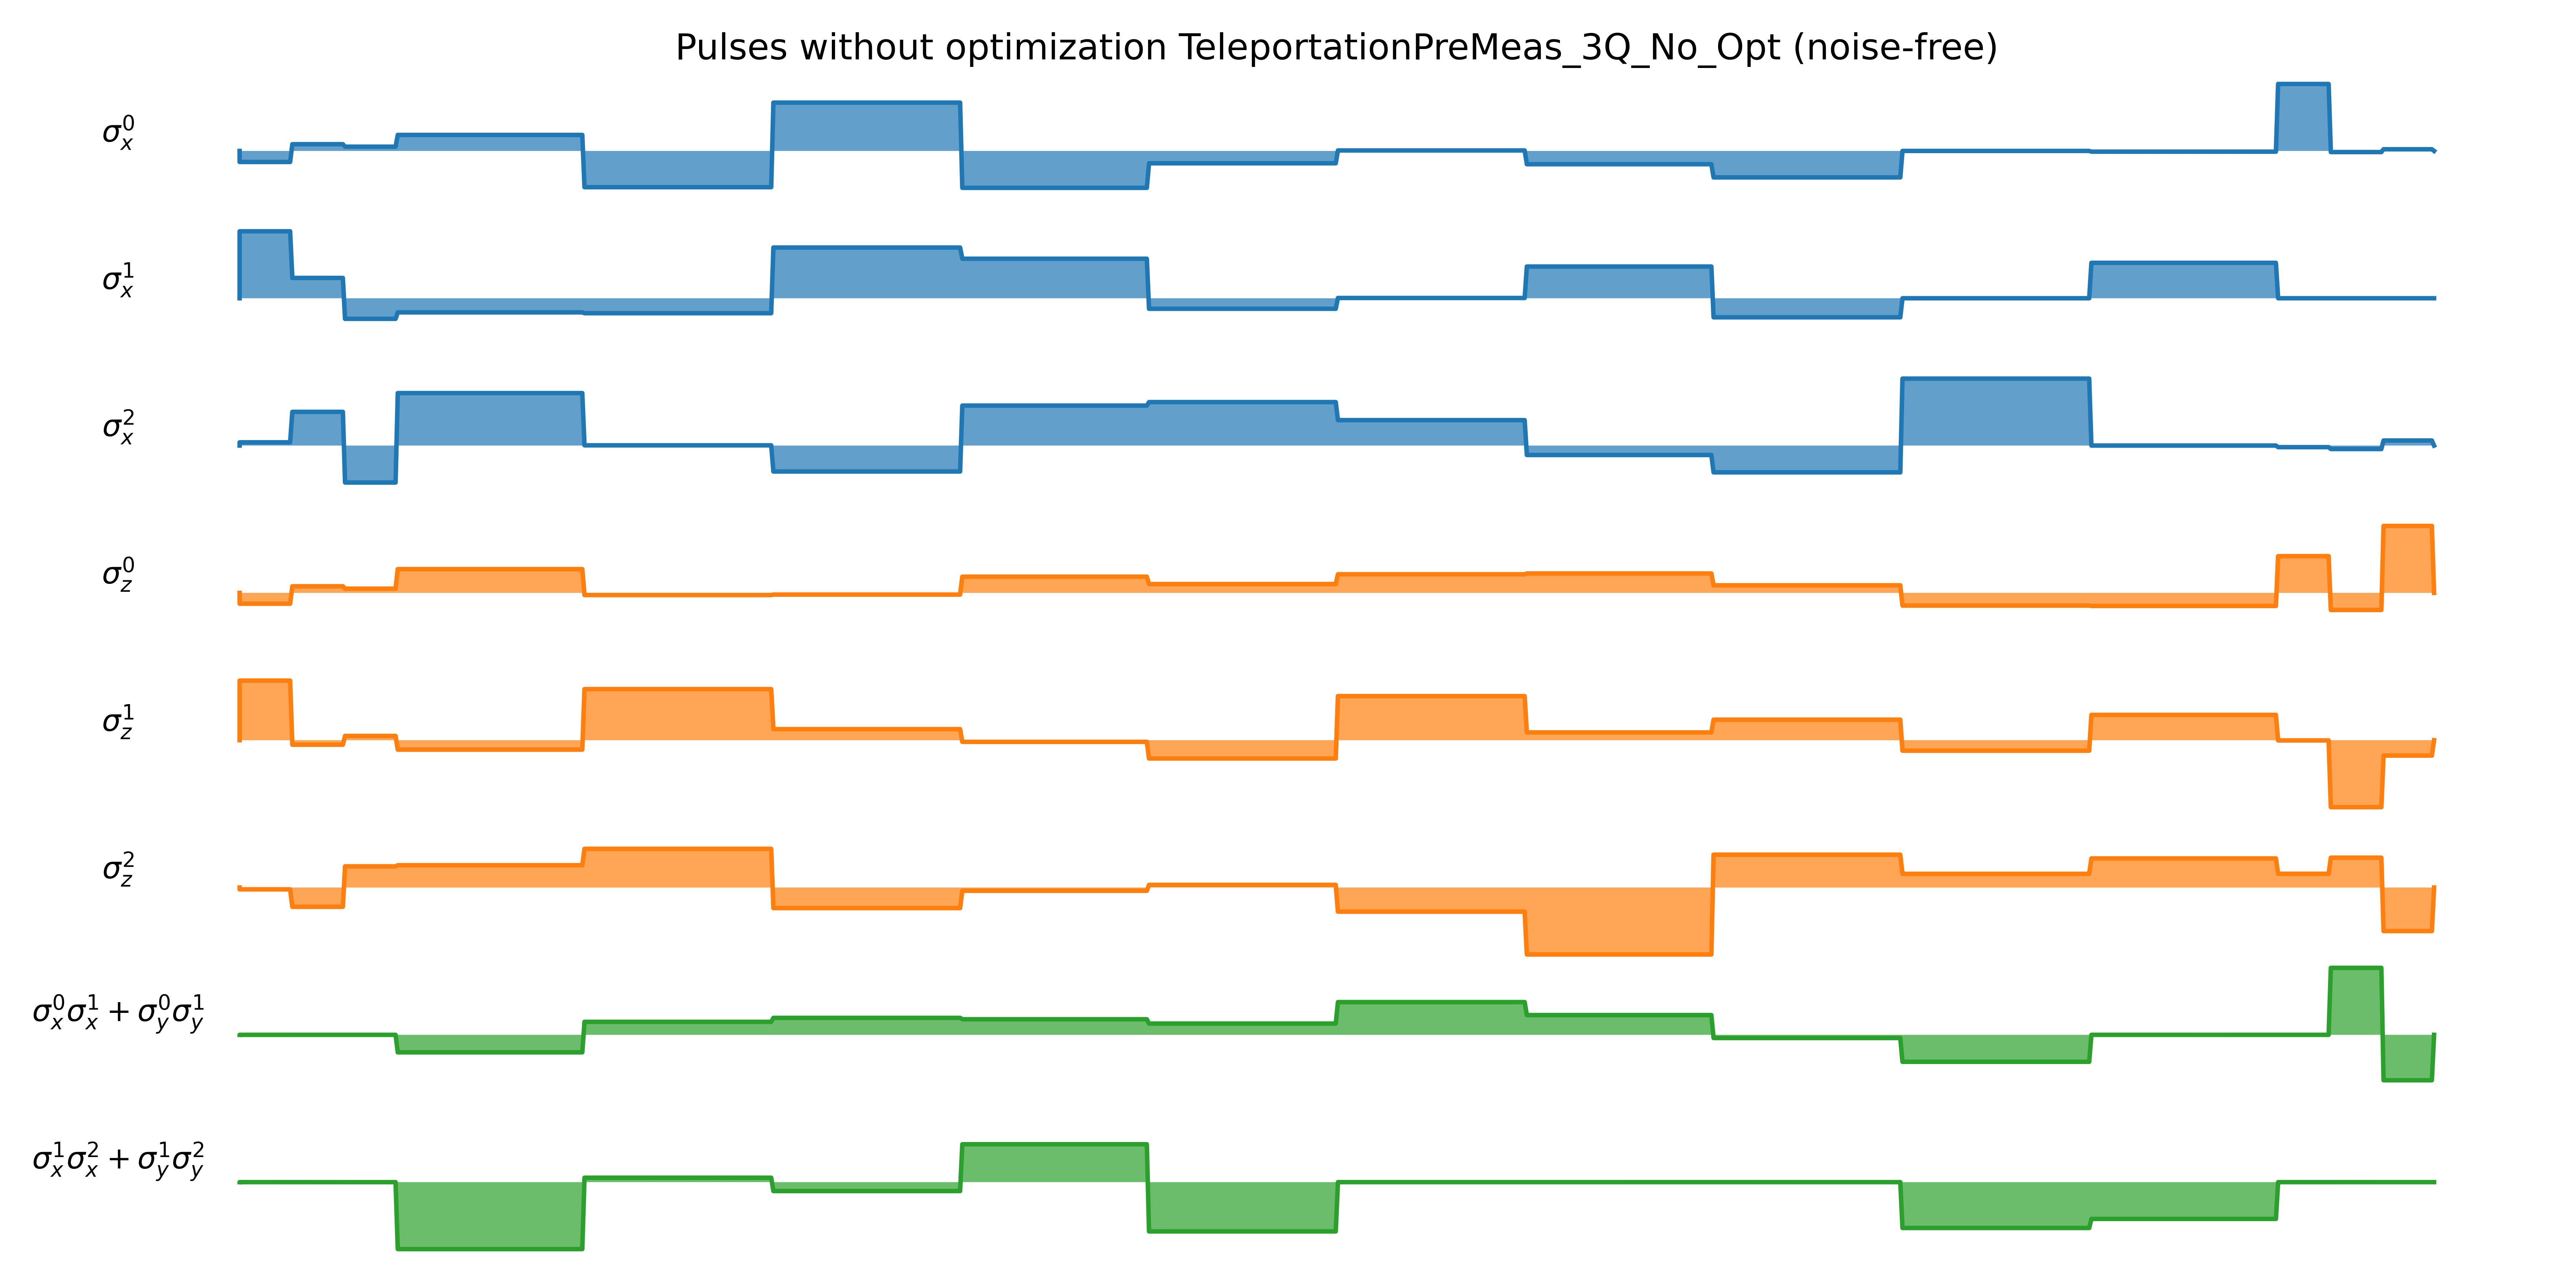 Pulses without optimization TeleportationPreMeas_3Q_No_Opt (noise-free)
σ_x^0
σ_x^1
σ_x^2
σ_z^0
σ_z^1
σ_z^2
σ_x^0σ_x^1 + σ_y^0σ_y^1
σ_x^1σ_x^2 + σ_y^1σ_y^2